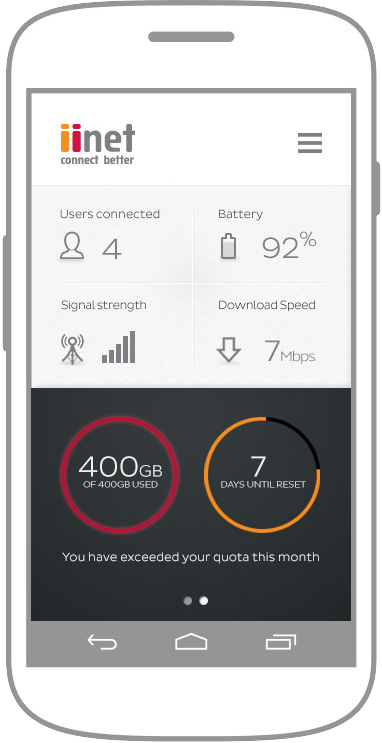 iinet
connect better
Users connected
4
Battery
92%
Signal strength
Download Speed
7Mbps
400GB
OF 400GB USED
7
DAYS UNTIL RESET
You have exceeded your quota this month